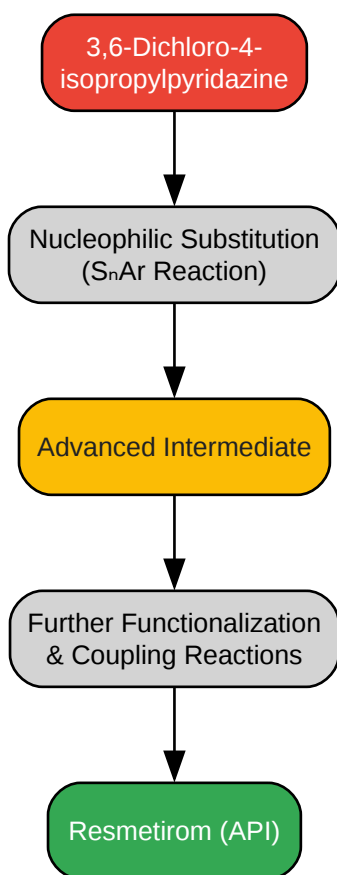 3,6-Dichloro-4-
isopropylpyridazine
Nucleophilic Substitution
(SₙAr Reaction)
Advanced Intermediate
Further Functionalization
& Coupling Reactions
Resmetirom (API)